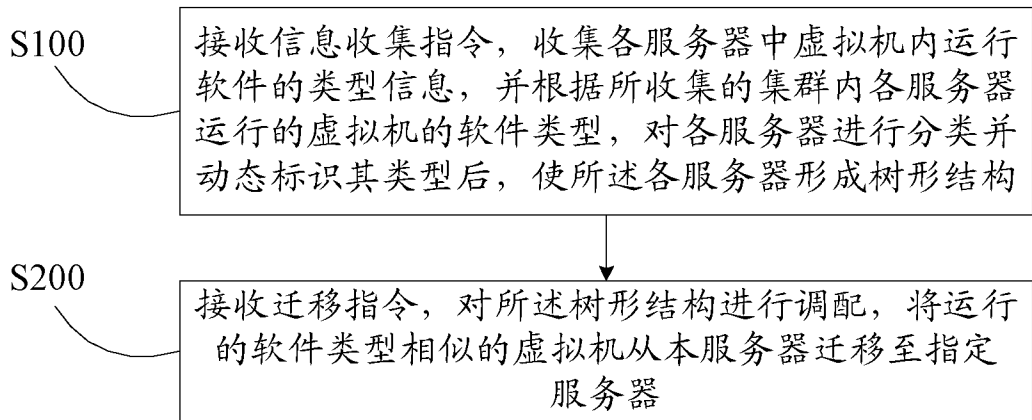 S100
接收信息收集指令，收集各服务器中虚拟机内运行
软件的类型信息，并根据所收集的集群内各服务器
运行的虚拟机的软件类型，对各服务器进行分类并
动态标识其类型后，使所述各服务器形成树形结构
S200
接收迁移指令，对所述树形结构进行调配，将运行
的软件类型相似的虚拟机从本服务器迁移至指定
服务器